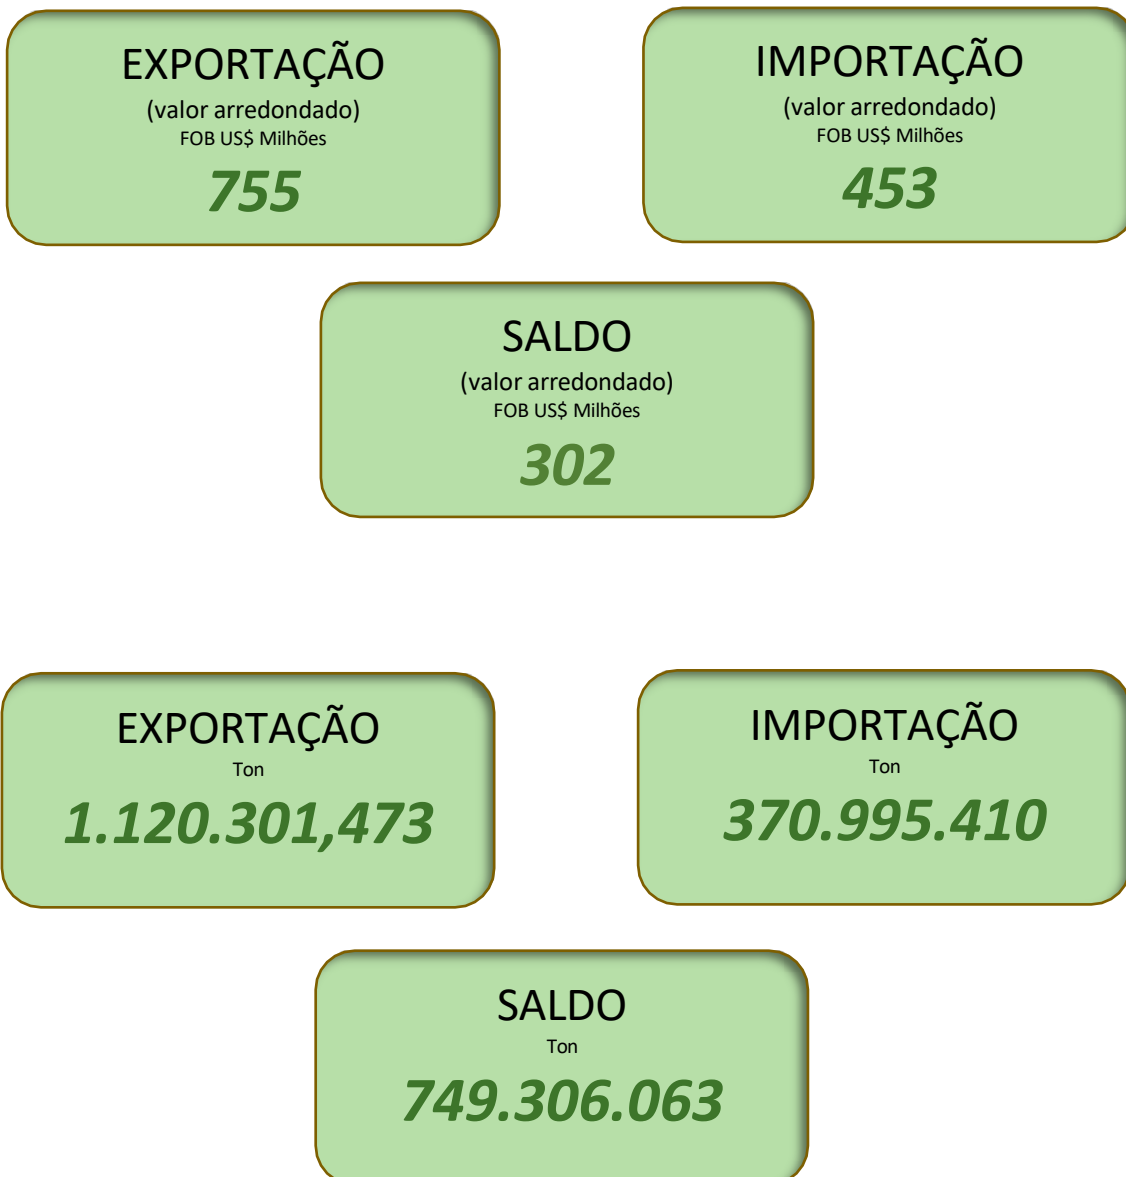 EXPORTAÇÃO
(valor arredondado)
FOB US$ Milhões
755
IMPORTAÇÃO
(valor arredondado)
FOB US$ Milhões
453
SALDO
(valor arredondado)
FOB US$ Milhões
302
EXPORTAÇÃO
Ton
1.120.301,473
IMPORTAÇÃO
Ton
370.995.410
SALDO
Ton
749.306.063